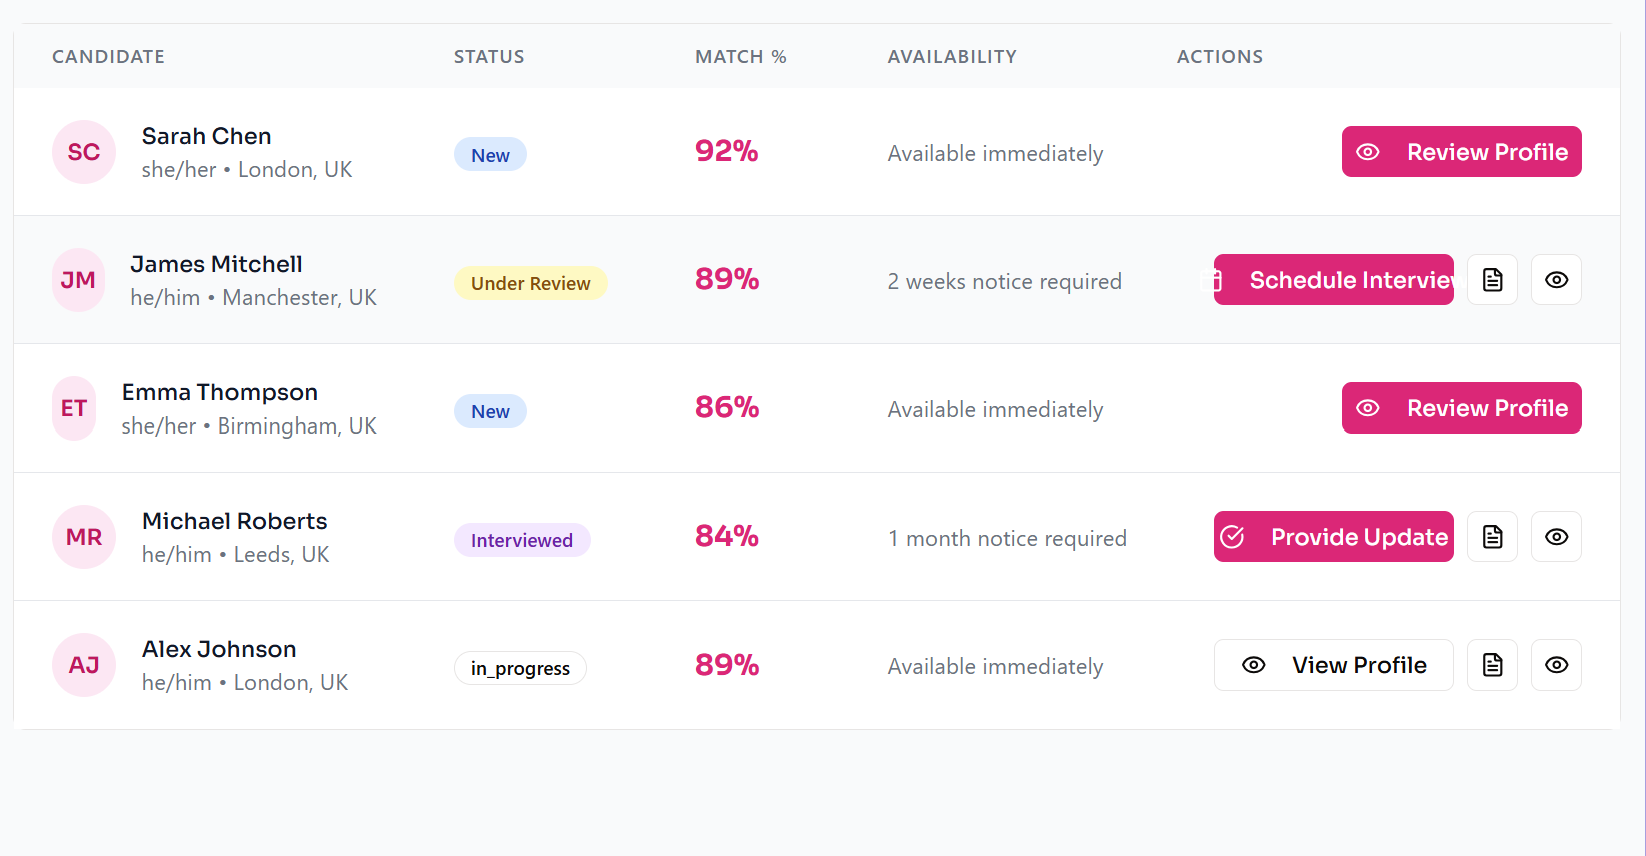 CANDIDATE STATUS MATCH % AVAILABILITY ACTIONS
SC Sarah Chen New 92% Available immediately Review Profile
she/her • London, UK
JM James Mitchell Under Review 89% 2 weeks notice required Schedule Interview
he/him • Manchester, UK
ET Emma Thompson New 86% Available immediately Review Profile
she/her • Birmingham, UK
MR Michael Roberts Interviewed 84% 1 month notice required Provide Update
he/him • Leeds, UK
AJ Alex Johnson in_progress 89% Available immediately View Profile
he/him • London, UK